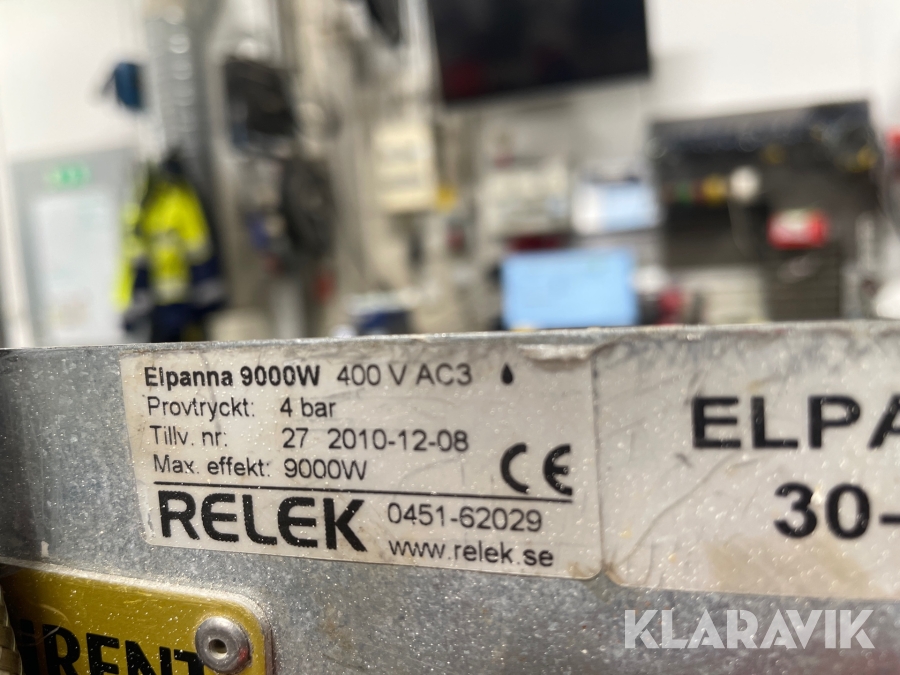 Elpanna 9000W 400 V AC3
Provtryckt: 4 bar
Tillv. nr: 27 2010-12-08
Max. effekt: 9000W
CE
RELEK 0451-62029
www.relek.se
ELPA
30-
iRENT
KLARAVIK